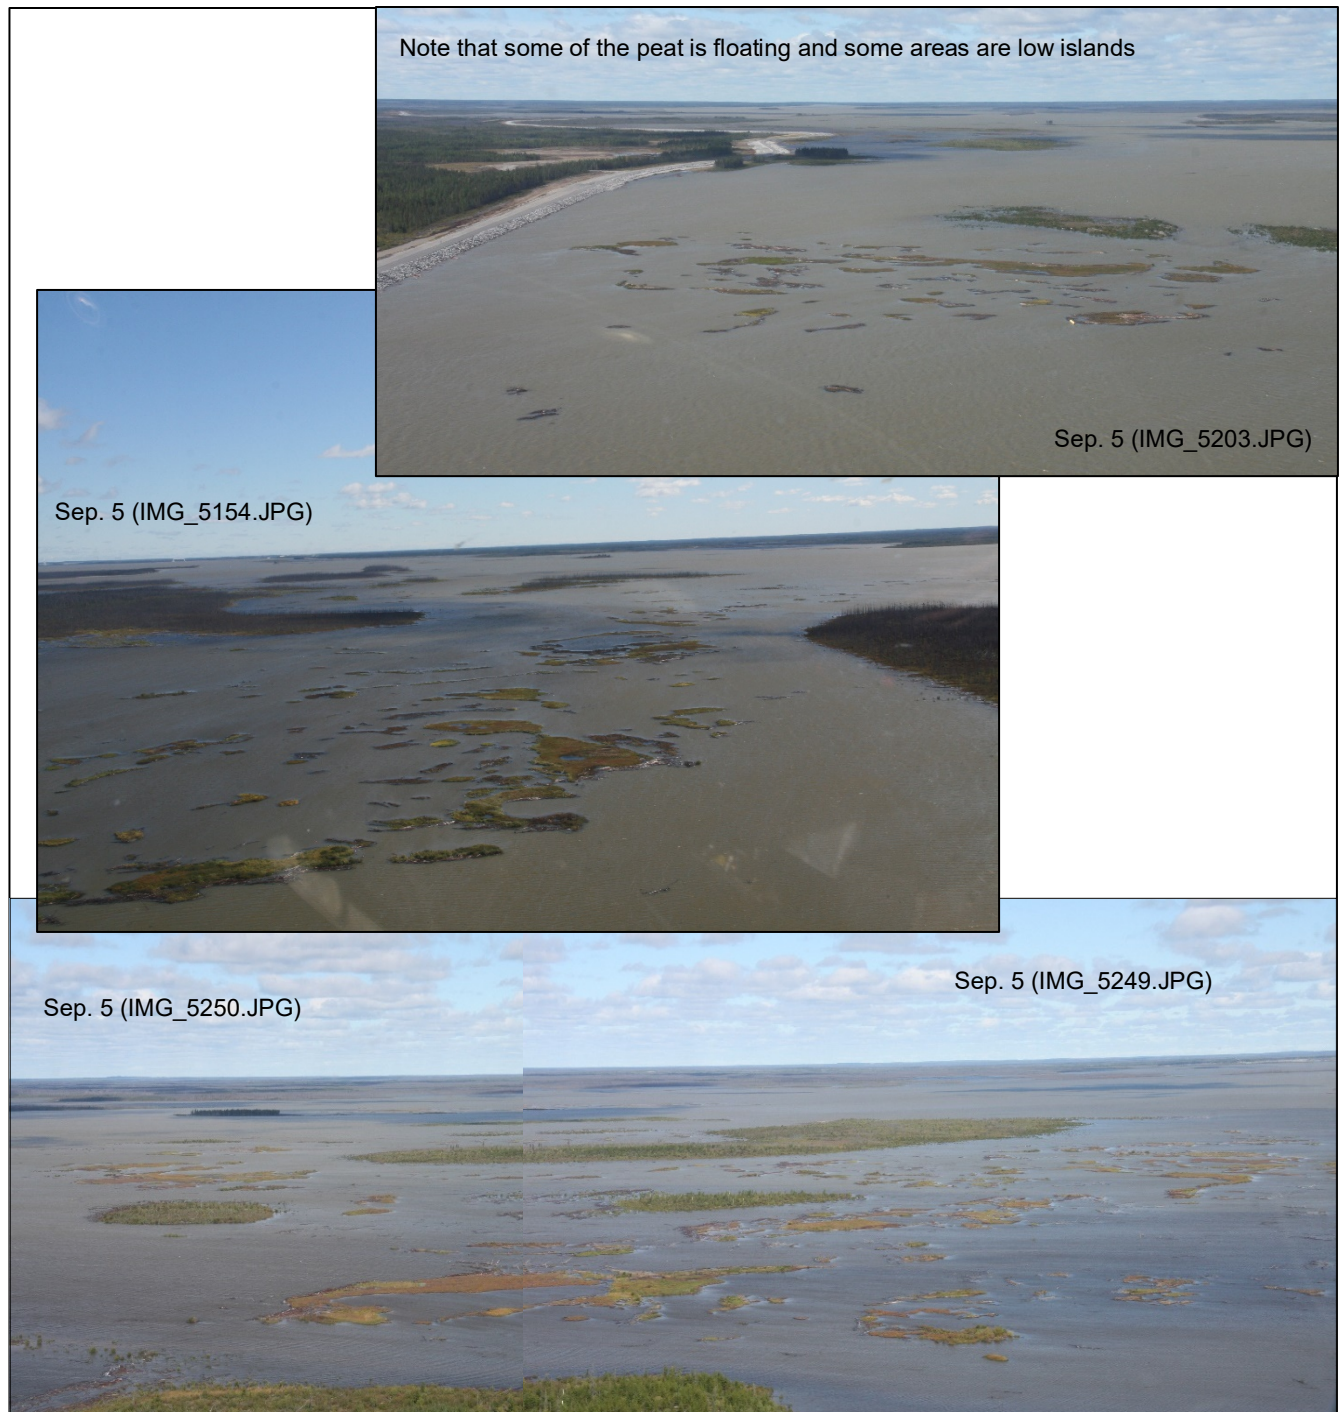 Note that some of the peat is floating and some areas are low islands
Sep. 5 (IMG_5203.JPG)
Sep. 5 (IMG_5154.JPG)
Sep. 5 (IMG_5250.JPG)
Sep. 5 (IMG_5249.JPG)